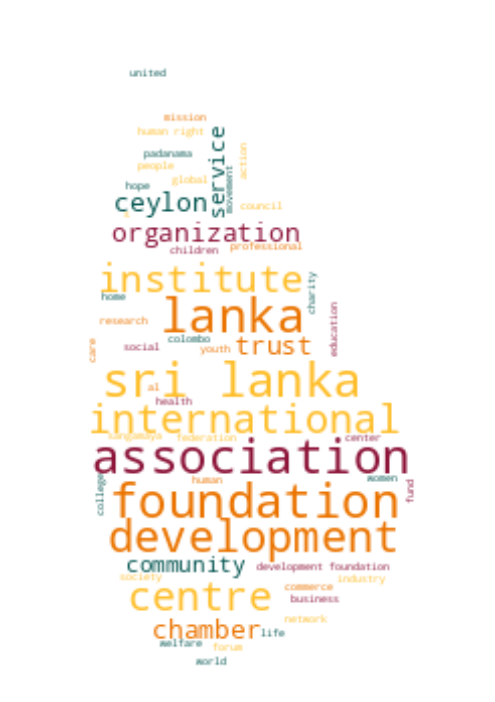 united
mission
human right
service
padanama
action
people
movement
global
hope
ceylon
council
organization
children
professional
institute
charity
home
lanka
education
research
colombo
trust
care
social
youth
sri lanka
al
health
international
sangamaya
federation
center
association
college
human
women
fund
foundation
development
community
development foundation
society
industry
centre
commerce
business
network
chamber
life
welfare
forum
world